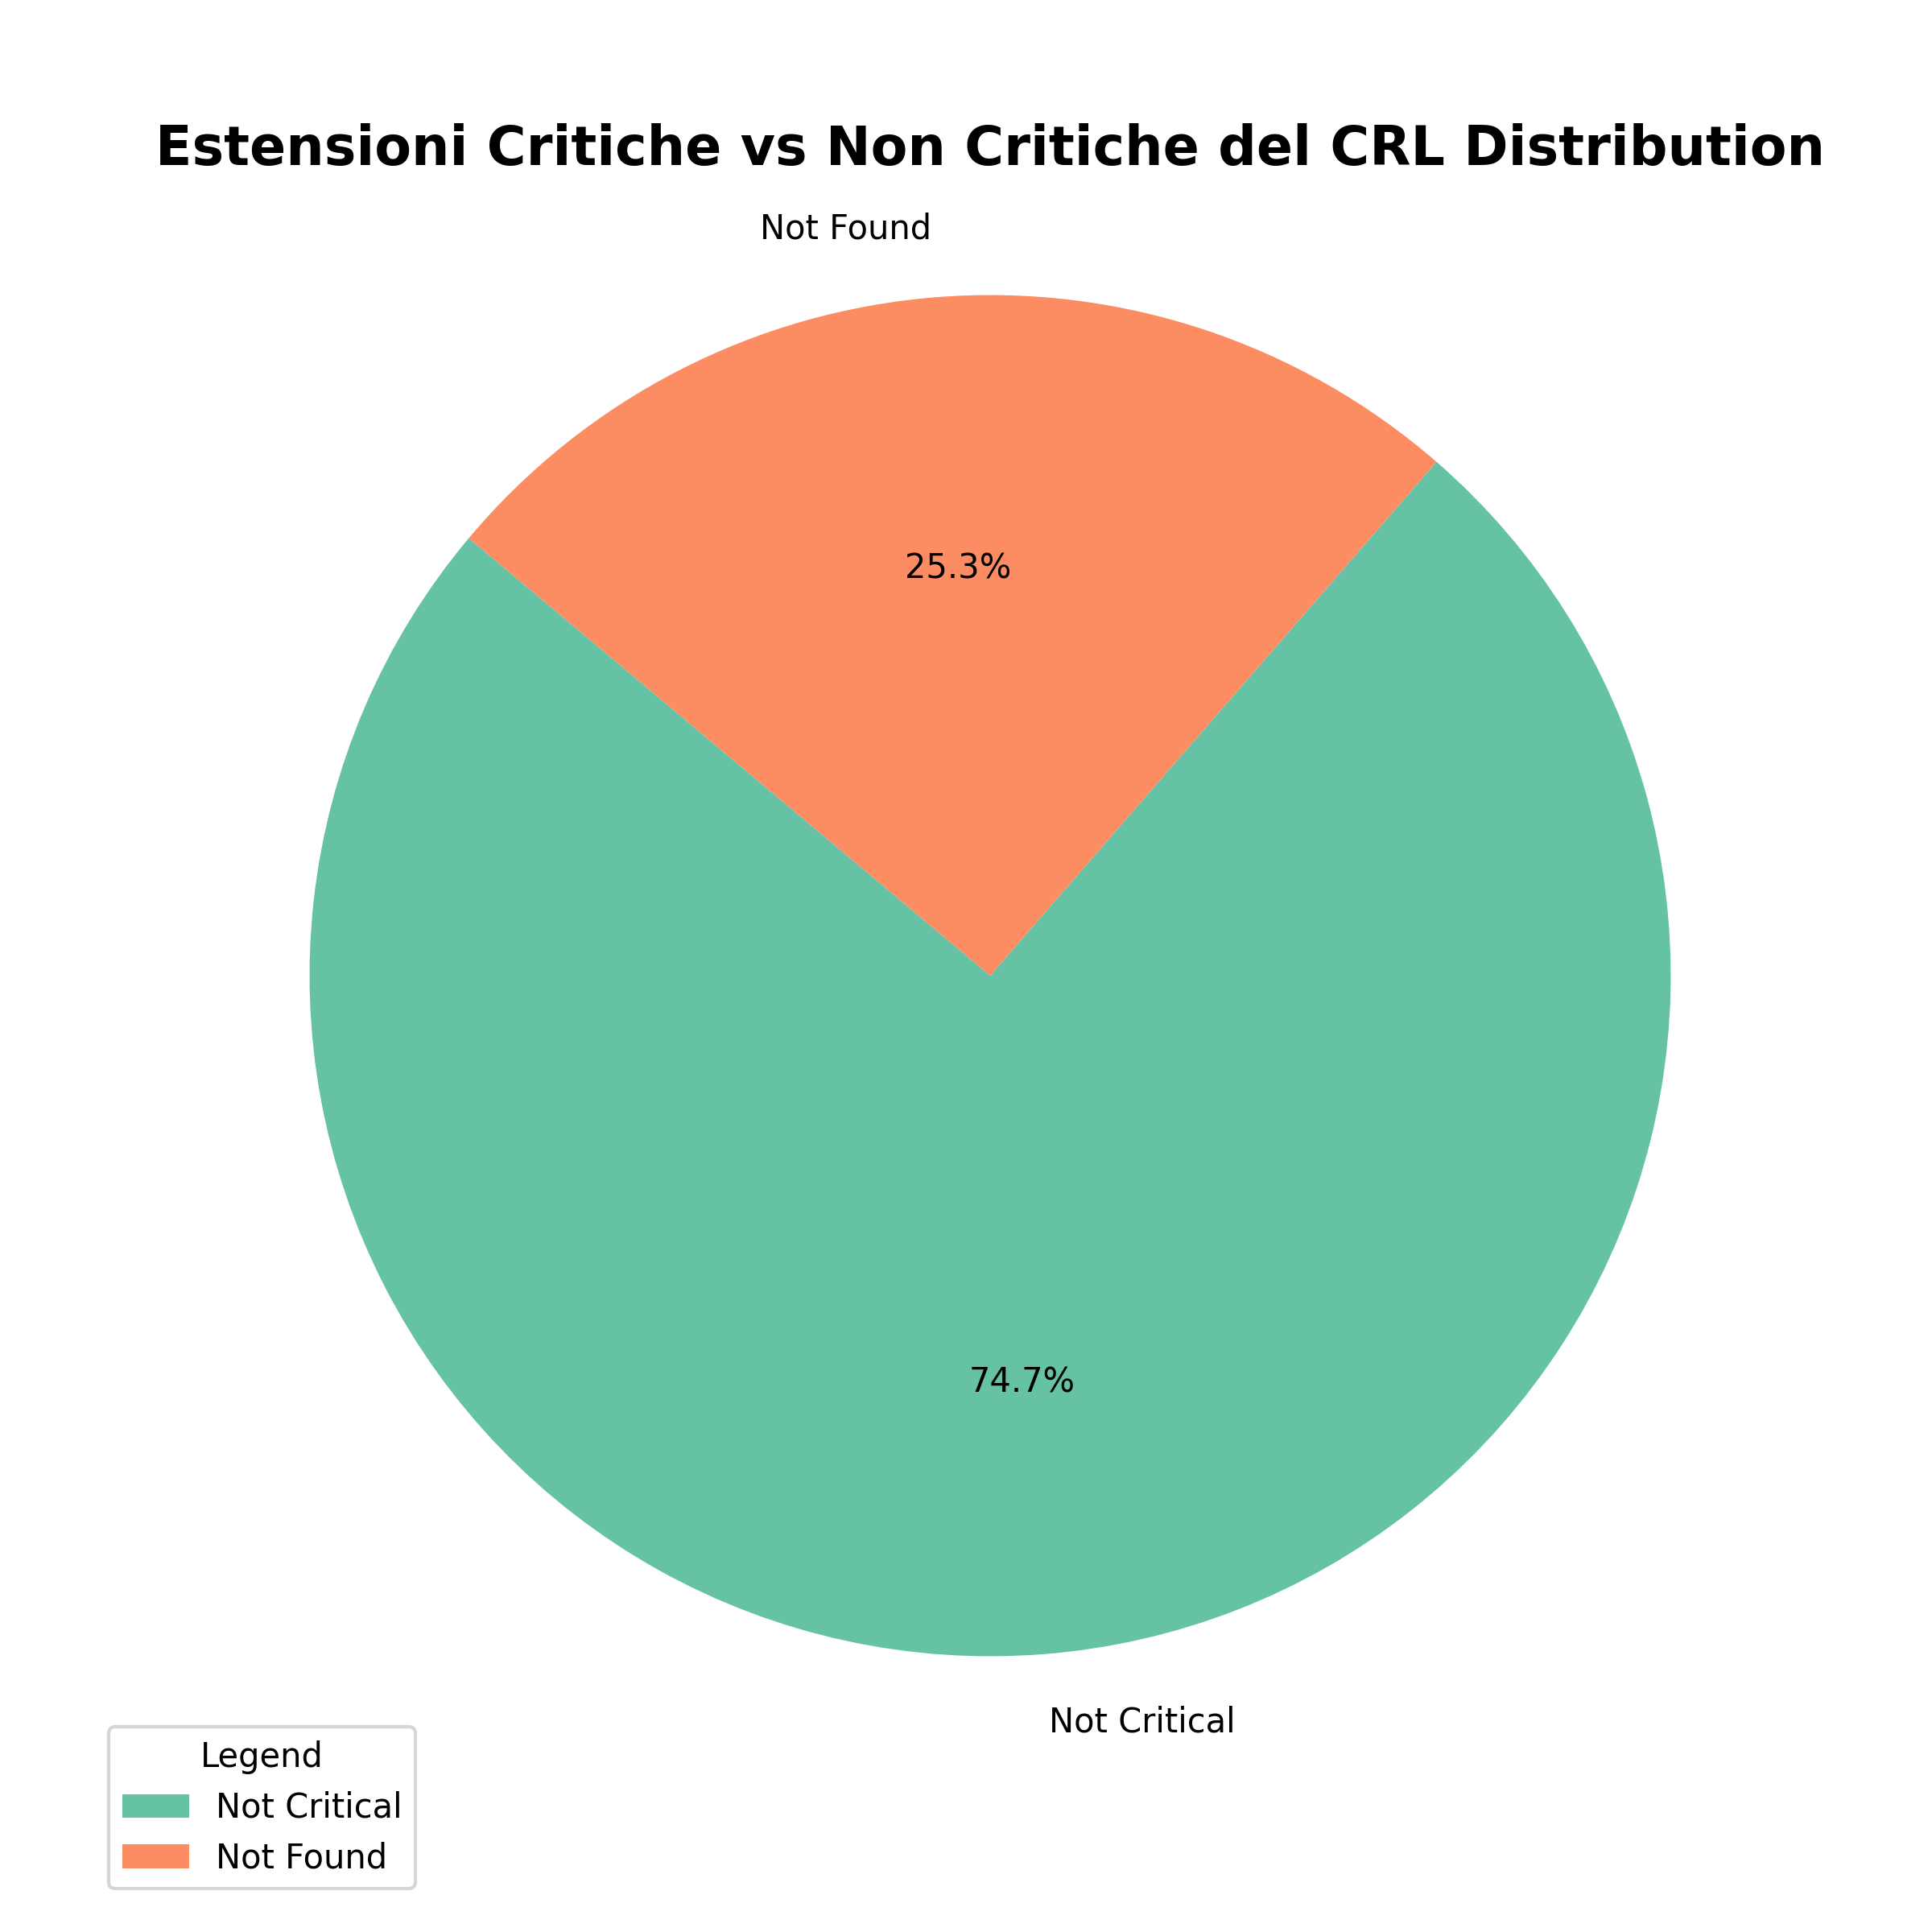 Estensioni Critiche vs Non Critiche del CRL Distribution
Not Found
25.3%
74.7%
Not Critical
Legend
Not Critical
Not Found